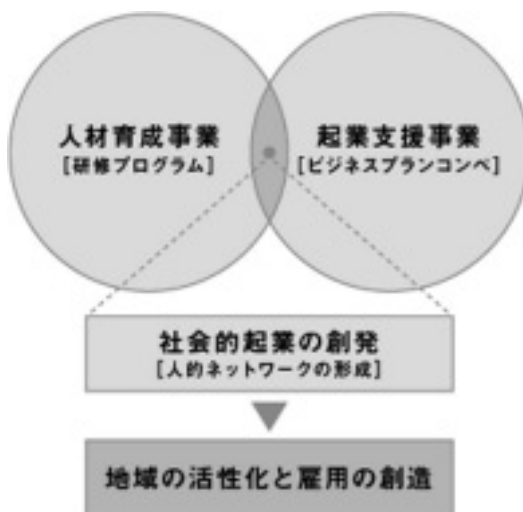 人材育成事業
[研修プログラム]
起業支援事業
[ビジネスプランコンペ]
社会的起業の創発
[人的ネットワークの形成]
地域の活性化と雇用の創造